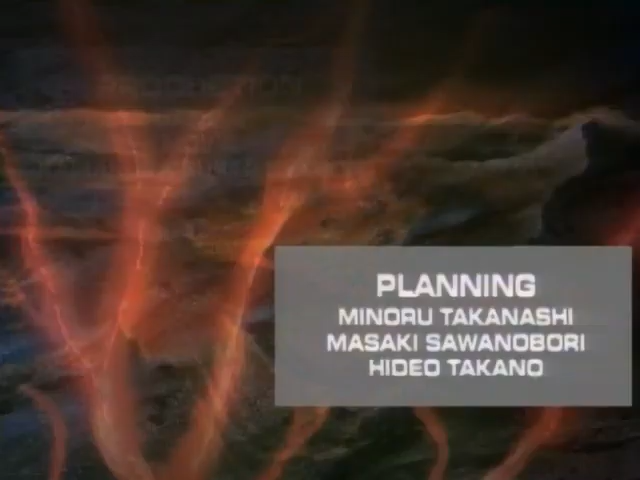 PLANNING
MINORU TAKANASHI
MASAKI SAWANOBORI
HIDEO TAKANO